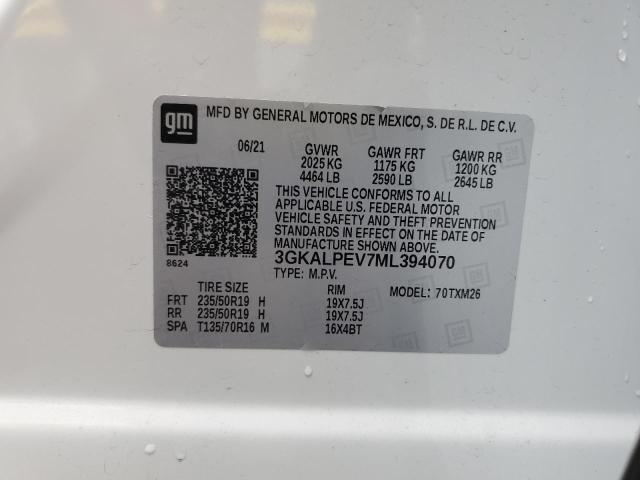 gm
MFD BY GENERAL MOTORS DE MEXICO, S. DE R.L. DE C.V.
06/21 GVWR GAWR FRT GAWR RR
2025 KG 1175 KG 1200 KG
4464 LB 2590 LB 2645 LB
THIS VEHICLE CONFORMS TO ALL
APPLICABLE U.S. FEDERAL MOTOR
VEHICLE SAFETY AND THEFT PREVENTION
STANDARDS IN EFFECT ON THE DATE OF
MANUFACTURE SHOWN ABOVE.
8624
3GKALPEV7ML394070
TYPE: M.P.V.
TIRE SIZE RIM MODEL: 70TXM26
FRT 235/50R19 H 19X7.5J
RR 235/50R19 H 19X7.5J
SPA T135/70R16 M 16X4BT